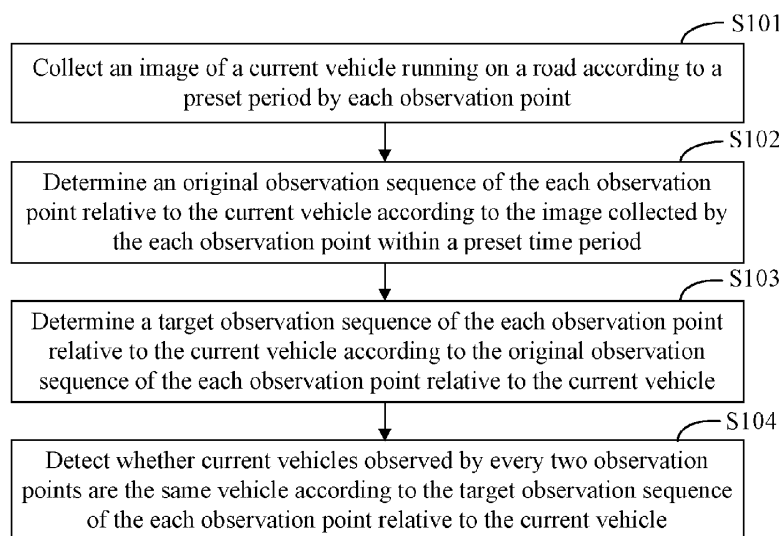 S101
Collect an image of a current vehicle running on a road according to a
preset period by each observation point
S102
Determine an original observation sequence of the each observation
point relative to the current vehicle according to the image collected by
the each observation point within a preset time period
S103
Determine a target observation sequence of the each observation point
relative to the current vehicle according to the original observation
sequence of the each observation point relative to the current vehicle
S104
Detect whether current vehicles observed by every two observation
points are the same vehicle according to the target observation sequence
of the each observation point relative to the current vehicle